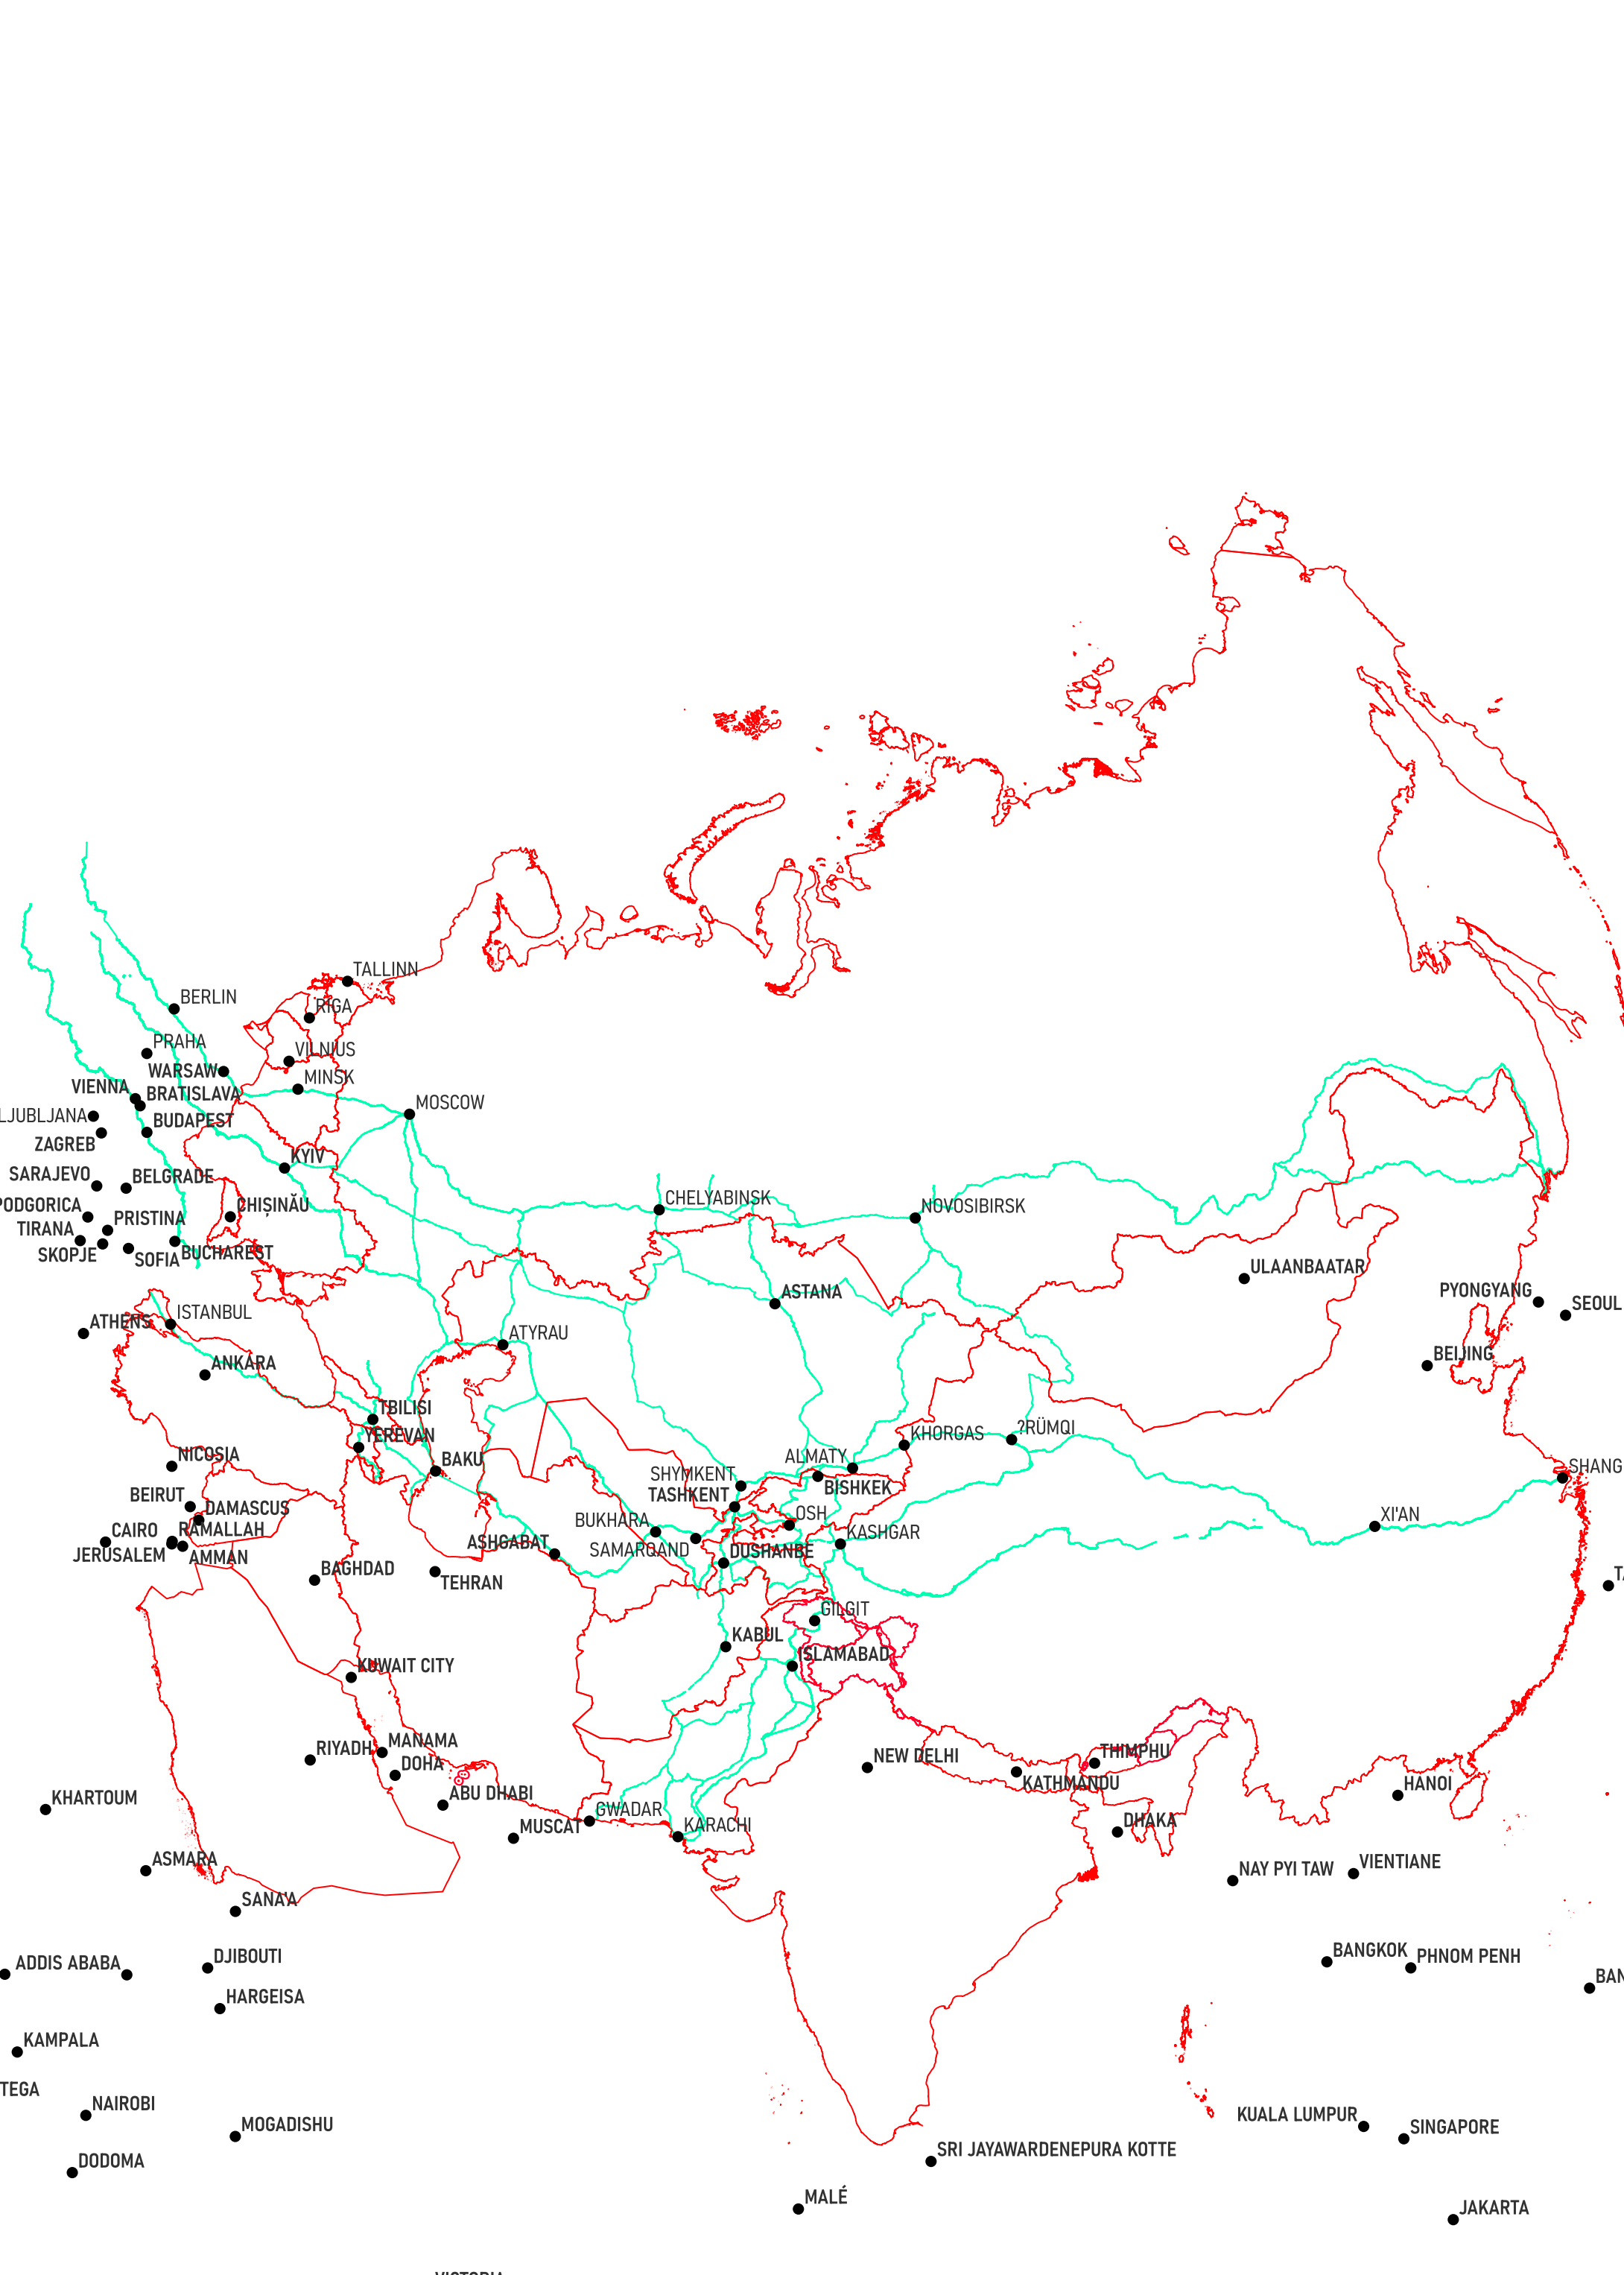 TALLINN
BERLIN
RIGA
PRAHA
VILNIUS
WARSAW
MINSK
VIENNA
BRATISLAVA
MOSCOW
LJUBLJANA
BUDAPEST
ZAGREB
KYIV
SARAJEVO
BELGRADE
CHELYABINSK
PODGORICA
CHIȘINĂU
NOVOSIBIRSK
PRISTINA
TIRANA
SKOPJE
SOFIA
BUCHAREST
ULAANBAATAR
ASTANA
PYONGYANG
SEOUL
ISTANBUL
ATHENS
ATYRAU
BEIJING
ANKARA
TBILISI
YEREVAN
KHORGAS
?RÜMQI
NICOSIA
BAKU
ALMATY
SHANG
SHYMKENT
BISHKEK
BEIRUT
TASHKENT
DAMASCUS
OSH
XI'AN
BUKHARA
CAIRO
RAMALLAH
KASHGAR
JERUSALEM
AMMAN
ASHGABAT
SAMARQAND
DUSHANBE
BAGHDAD
TEHRAN
TA
GILGIT
KABUL
ISLAMABAD
KUWAIT CITY
RIYADH
MANAMA
DOHA
NEW DELHI
THIMPHU
KATHMANDU
HANOI
KHARTOUM
ABU DHABI
GWADAR
MUSCAT
KARACHI
DHAKA
ASMARA
NAY PYI TAW
VIENTIANE
SANA'A
ADDIS ABABA
DJIBOUTI
BANGKOK
PHNOM PENH
BAN
HARGEISA
KAMPALA
TEGA
NAIROBI
MOGADISHU
KUALA LUMPUR
SINGAPORE
DODOMA
SRI JAYAWARDENEPURA KOTTE
MALÉ
JAKARTA